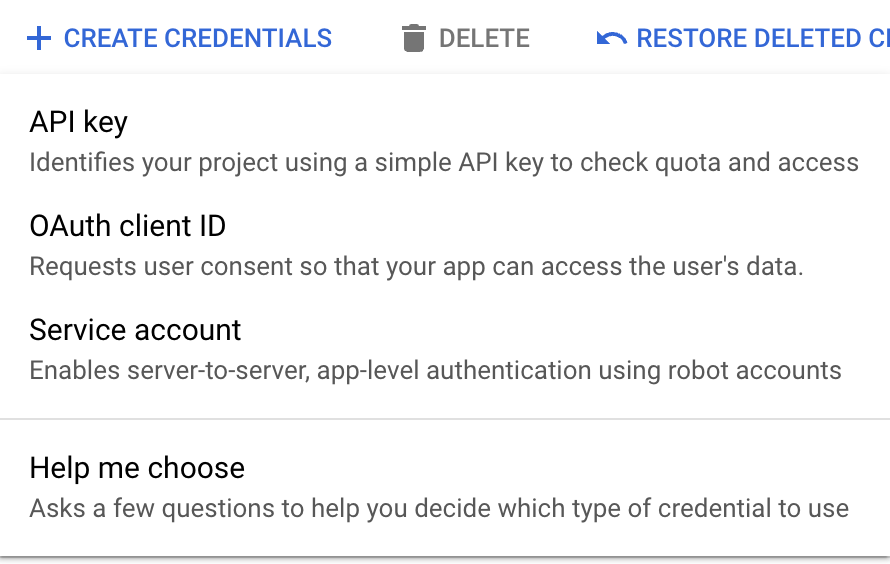 CREATE CREDENTIALS DELETE RESTORE DELETED
API key
Identifies your project using a simple API key to check quota and access
OAuth client ID
Requests user consent so that your app can access the user's data.
Service account
Enables server-to-server, app-level authentication using robot accounts
Help me choose
Asks a few questions to help you decide which type of credential to use